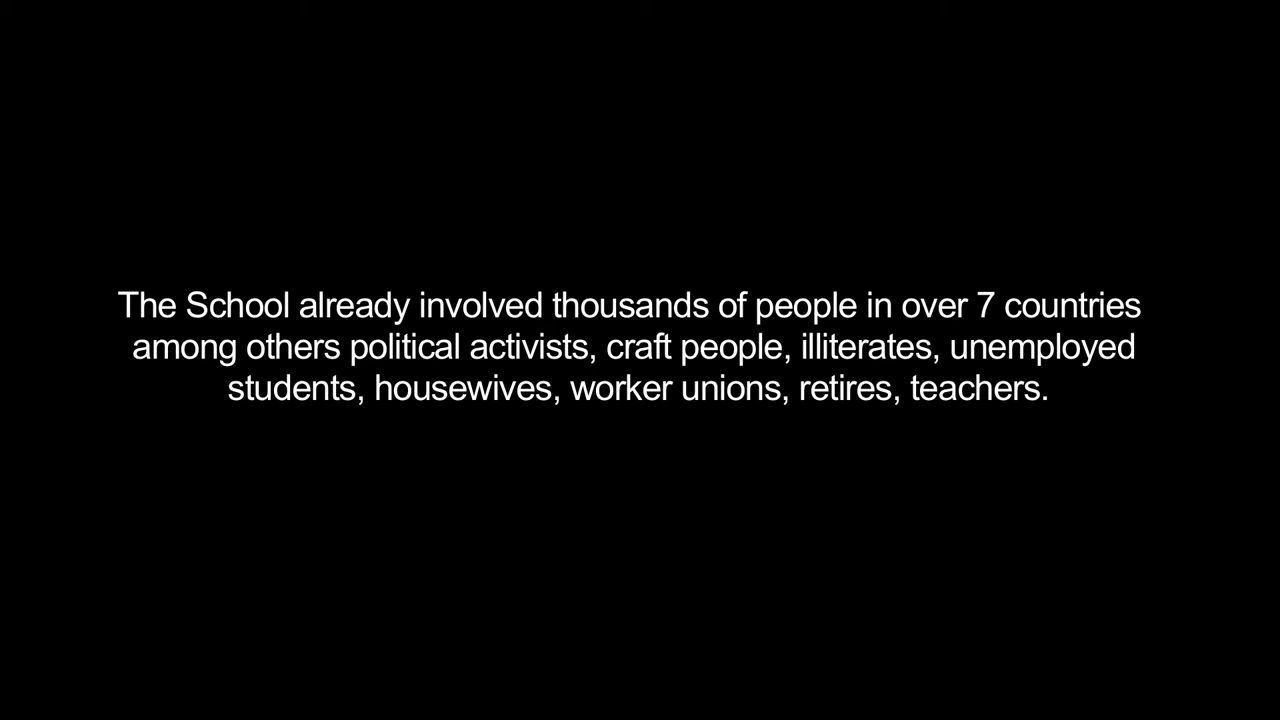 The School already involved thousands of people in over 7 countries
among others political activists, craft people, illiterates, unemployed
students, housewives, worker unions, retires, teachers.